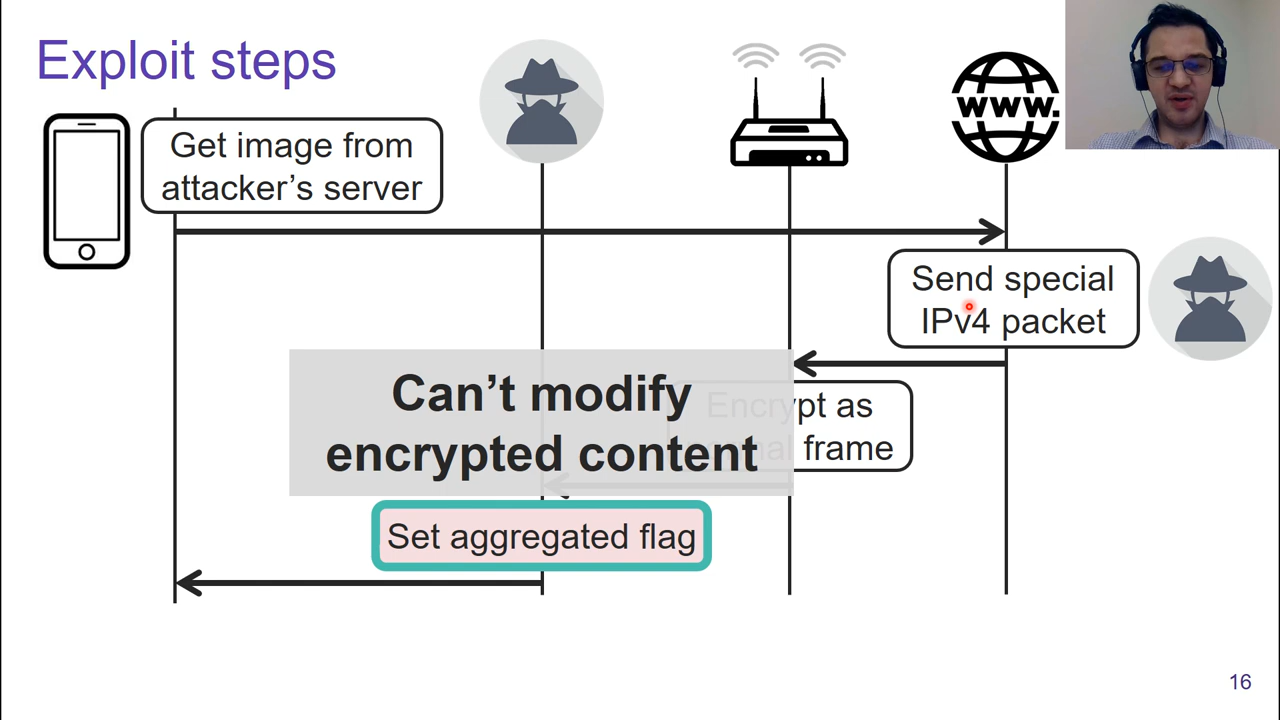 Exploit steps
Get image from
attacker's server
www.
Send special
IPv4 packet
Can't modify
encrypted content
Encrypt as
normal frame
Set aggregated flag
16